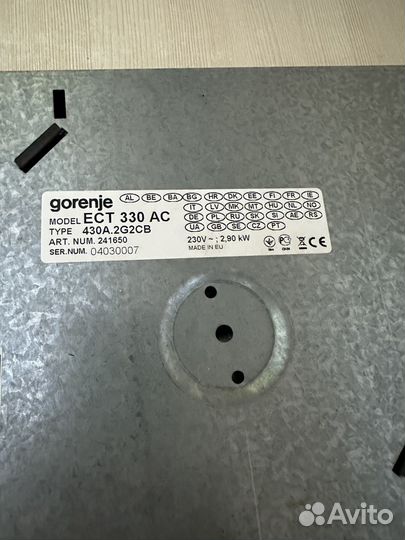 gorenje
MODEL ECT 330 AC
TYPE 430A.2G2CB
ART. NUM. 241650
SER.NUM. 04030007
AL BE BA BG HR DK EE FI FR IE
IT LV MK MT HU NL NO
DE PL RU SK SI AE RS
UA GB SE CZ PT
230V ~ ; 2,90 kW
MADE IN EU
CE
Avito